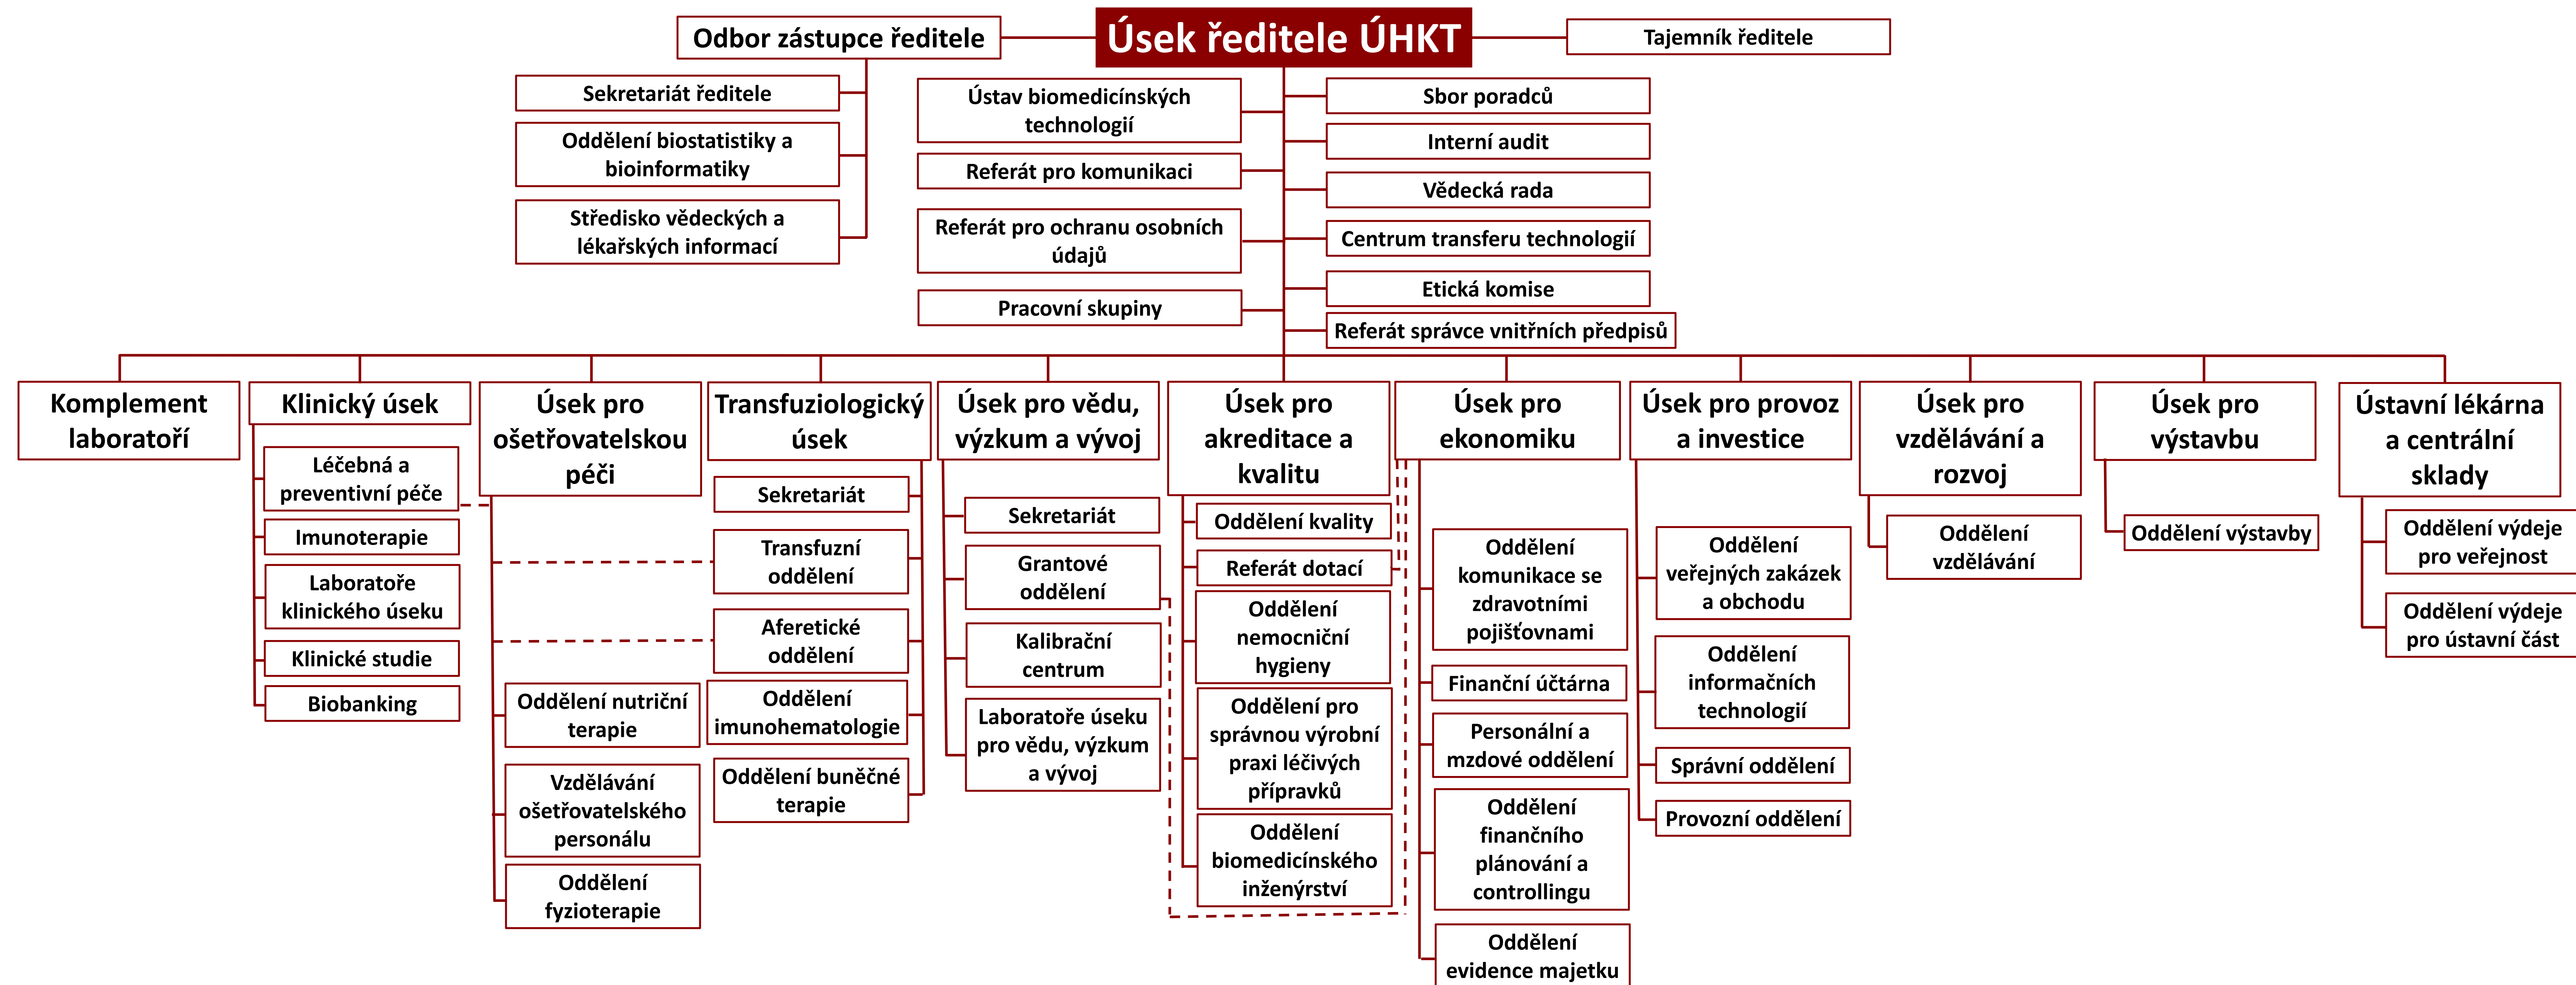 Odbor zástupce ředitele
Úsek ředitele ÚHKT
Tajemník ředitele
Sekretariát ředitele
Oddělení biostatistiky a
bioinformatiky
Středisko vědeckých a
lékařských informací
Ústav biomedicínských
technologií
Referát pro komunikaci
Referát pro ochranu osobních
údajů
Pracovní skupiny
Sbor poradců
Interní audit
Vědecká rada
Centrum transferu technologií
Etická komise
Referát správce vnitřních předpisů
Komplement
laboratoří
Klinický úsek
Léčebná a
preventivní péče
Imunoterapie
Laboratoře
klinického úseku
Klinické studie
Biobanking
Úsek pro
ošetřovatelskou
péči
Oddělení nutriční
terapie
Vzdělávání
ošetřovatelského
personálu
Oddělení
fyzioterapie
Transfuziologický
úsek
Sekretariát
Transfuzní
oddělení
Aferetické
oddělení
Oddělení
imunohematologie
Oddělení buněčné
terapie
Úsek pro vědu,
výzkum a vývoj
Sekretariát
Grantové
oddělení
Kalibrační
centrum
Laboratoře úseku
pro vědu, výzkum
a vývoj
Úsek pro
akreditace a
kvalitu
Oddělení kvality
Referát dotací
Oddělení
nemocniční
hygieny
Oddělení pro
správnou výrobní
praxi léčivých
přípravků
Oddělení
biomedicínského
inženýrství
Úsek pro
ekonomiku
Oddělení
komunikace se
zdravotními
pojišťovnami
Finanční účtárna
Personální a
mzdové oddělení
Oddělení
finančního
plánování a
controllingu
Oddělení
evidence majetku
Úsek pro provoz
a investice
Oddělení
veřejných zakázek
a obchodu
Oddělení
informačních
technologií
Správní oddělení
Provozní oddělení
Úsek pro
vzdělávání a
rozvoj
Oddělení
vzdělávání
Úsek pro
výstavbu
Oddělení výstavby
Ústavní lékárna
a centrální
sklady
Oddělení výdeje
pro veřejnost
Oddělení výdeje
pro ústavní část